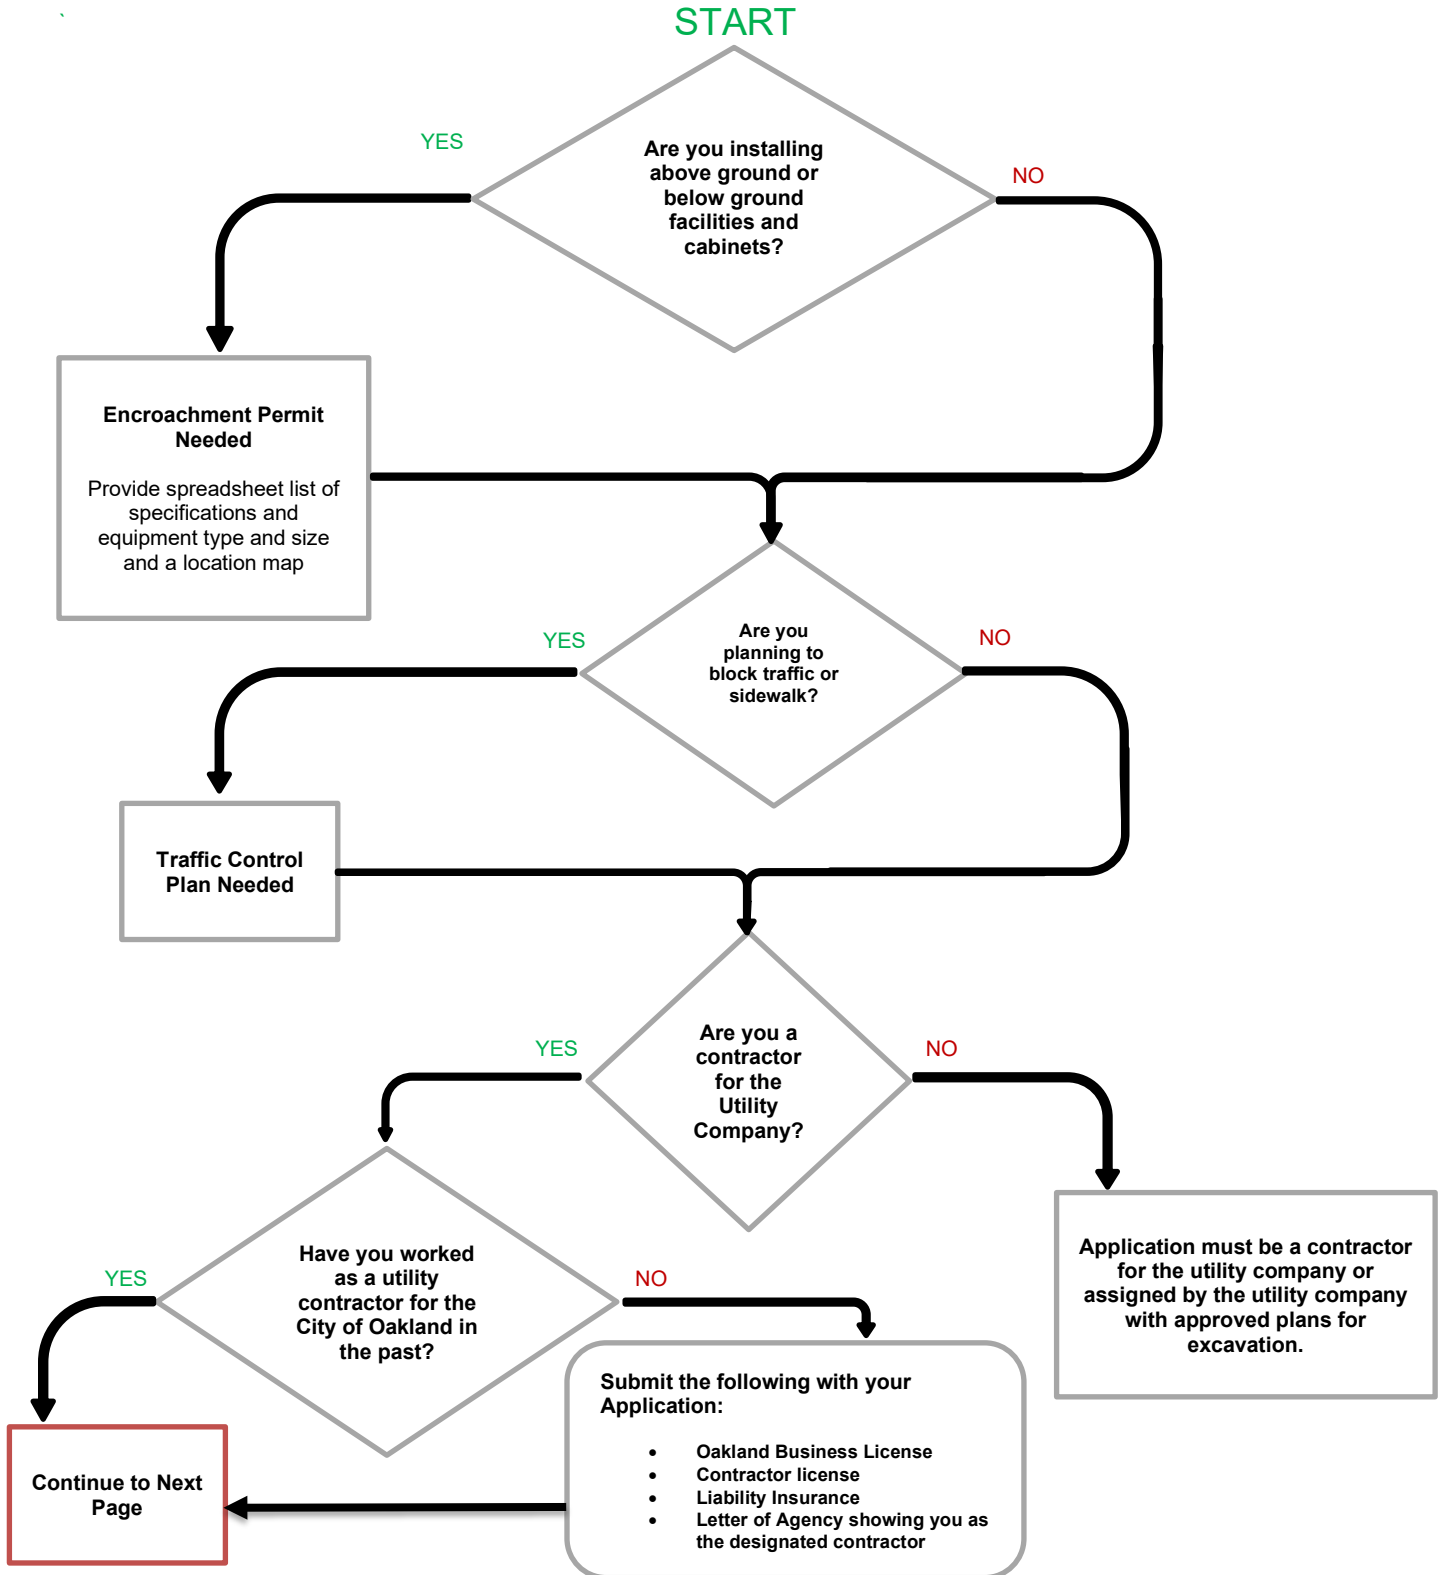 START
YES
Are you installing
above ground or
below ground
facilities and
cabinets?
NO
Encroachment Permit
Needed
Provide spreadsheet list of
specifications and
equipment type and size
and a location map
YES
Are you
planning to
block traffic or
sidewalk?
NO
Traffic Control
Plan Needed
YES
Are you a
contractor
for the
Utility
Company?
NO
YES
Have you worked
as a utility
contractor for the
City of Oakland in
the past?
NO
Application must be a contractor
for the utility company or
assigned by the utility company
with approved plans for
excavation.
Submit the following with your
Application:
• Oakland Business License
• Contractor license
• Liability Insurance
• Letter of Agency showing you as
the designated contractor
Continue to Next
Page